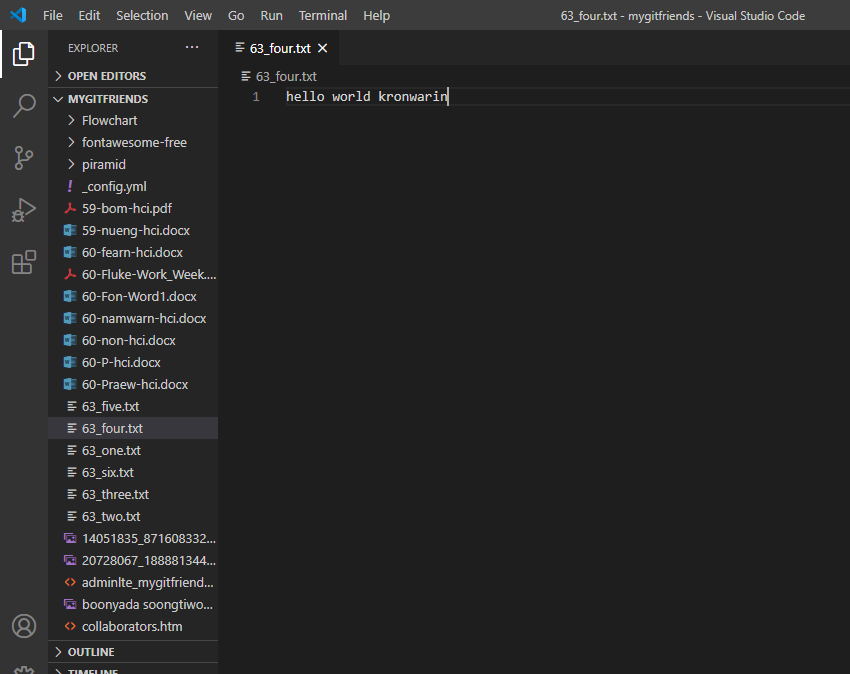 File Edit Selection View Go Run Terminal Help 63_four.txt - mygitfriends - Visual Studio Code
EXPLORER
OPEN EDITORS
MYGITFRIENDS
Flowchart
fontawesome-free
piramid
_config.yml
59-bom-hci.pdf
59-nueng-hci.docx
60-fearn-hci.docx
60-Fluke-Work_Week....
60-Fon-Word1.docx
60-namwarn-hci.docx
60-non-hci.docx
60-P-hci.docx
60-Praew-hci.docx
63_five.txt
63_four.txt
63_one.txt
63_six.txt
63_three.txt
63_two.txt
14051835_871608332...
20728067_188881344...
adminlte_mygitfriend...
boonyada soongtiwo...
collaborators.htm
OUTLINE
TIMELINE
63_four.txt
63_four.txt
1 hello world kronwarin